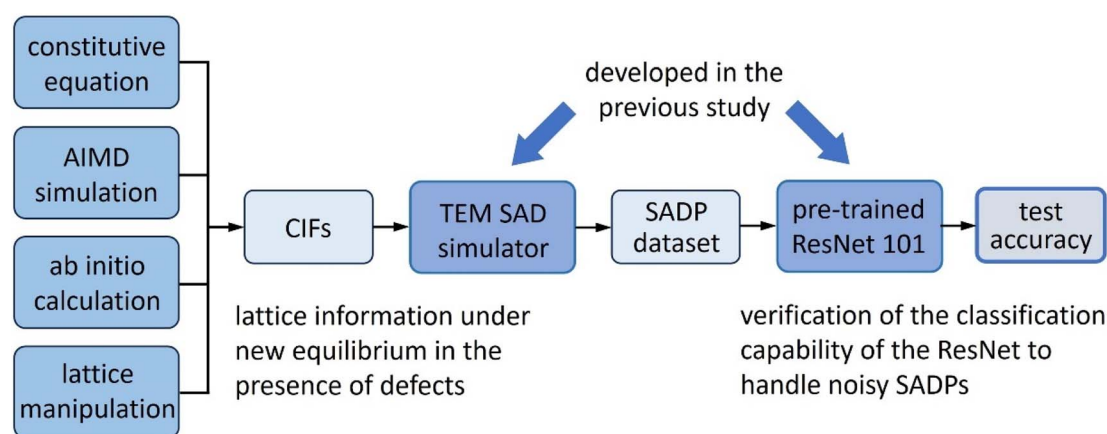 constitutive
equation
AIMD
simulation
ab initio
calculation
lattice
manipulation
CIFs
lattice information under
new equilibrium in the
presence of defects
developed in the
previous study
TEM SAD
simulator
SADP
dataset
pre-trained
ResNet 101
test
accuracy
verification of the classification
capability of the ResNet to
handle noisy SADPs